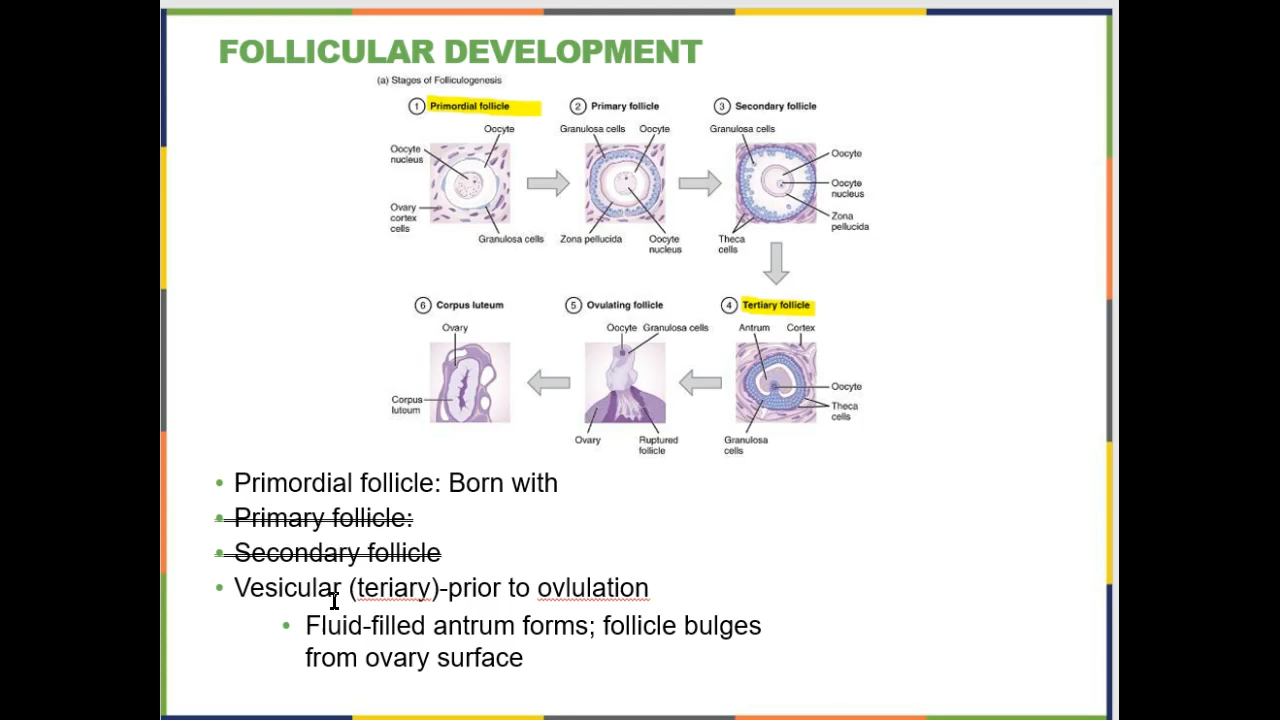 FOLLICULAR DEVELOPMENT
(a) Stages of Folliculogenesis
1 Primordial follicle
2 Primary follicle
3 Secondary follicle
Oocyte
Granulosa cells
Oocyte
Granulosa cells
Oocyte
nucleus
Oocyte
Oocyte
nucleus
Ovary
cortex
cells
Zona
pellucida
Granulosa cells
Zona pellucida
Oocyte
nucleus
Theca
cells
6 Corpus luteum
5 Ovulating follicle
4 Tertiary follicle
Ovary
Oocyte
Granulosa cells
Antrum
Cortex
Oocyte
Corpus
luteum
Theca
cells
Ovary
Ruptured
follicle
Granulosa
cells
• Primordial follicle: Born with
• Primary follicle:
• Secondary follicle
• Vesicular (teriary)-prior to ovlulation
• Fluid-filled antrum forms; follicle bulges
from ovary surface